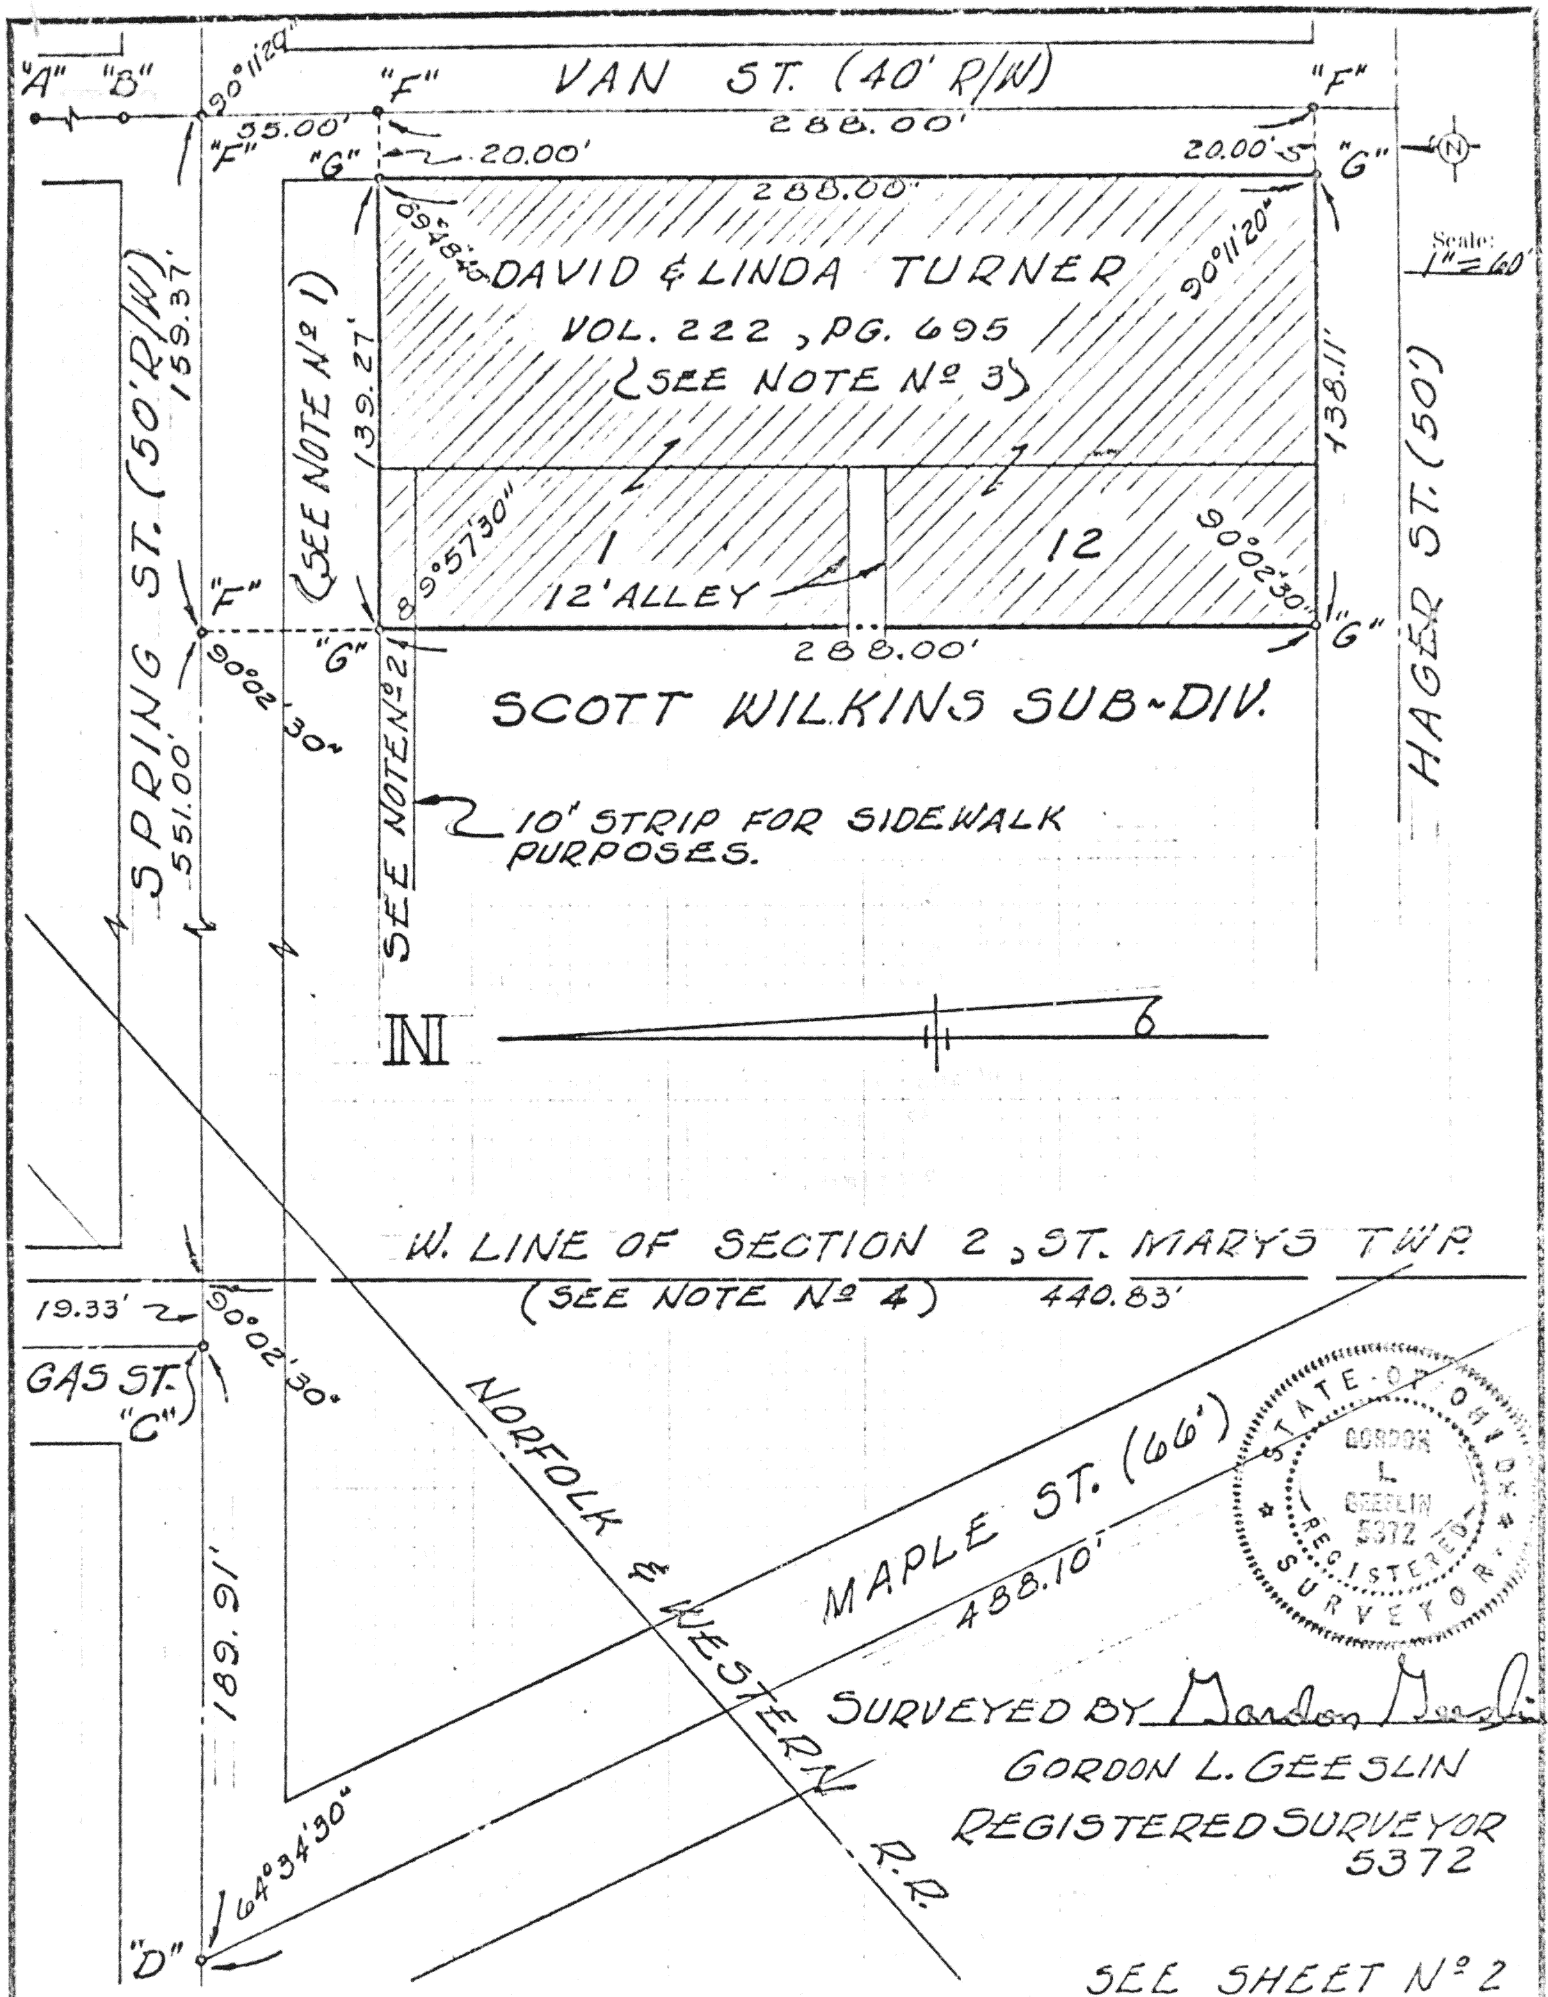 "A" "B"
90°11'20"
"F"
VAN ST. (40' R/W)
"F"
55.00'
288.00'
"F"
"G"
20.00'
20.00'
"G"
N
288.00'
89°48'45"
90°11'20"
Scale:
1"=60'
DAVID & LINDA TURNER
VOL. 222, PG. 695
(SEE NOTE Nº 3)
SPRING ST. (50' R/W)
159.37'
(SEE NOTE Nº 1)
139.27'
138.11'
HAGER ST. (50')
89°57'30"
1
12
90°02'30"
12' ALLEY
"F"
"G"
"G"
288.00'
90°02'30"
SCOTT WILKINS SUB-DIV.
551.00'
SEE NOTE Nº 2
10' STRIP FOR SIDEWALK
PURPOSES.
N
6
W. LINE OF SECTION 2, ST. MARYS TWP.
(SEE NOTE Nº 4) 440.83'
19.33'
90°02'30"
GAS ST.
"C"
NORFOLK & WESTERN R.R.
MAPLE ST. (66')
488.10'
STATE OF OHIO
GORDON
L
GEESLIN
5372
REGISTERED
SURVEYOR
189.91'
SURVEYED BY Gordon Geeslin
GORDON L. GEESLIN
REGISTERED SURVEYOR
5372
64°34'30"
"D"
SEE SHEET Nº 2